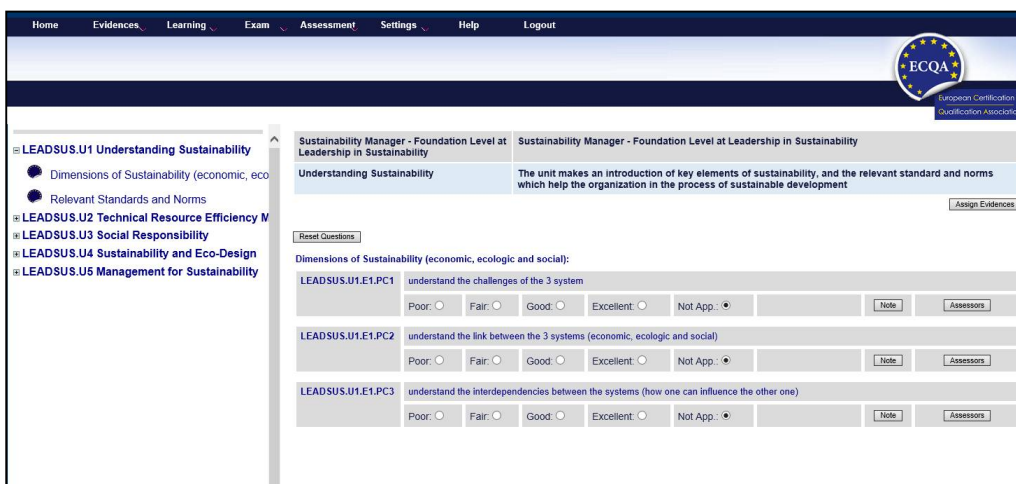 Home Evidences Learning Exam Assessment Settings Help Logout
ECQA
European Certification
Qualification Associatio
LEADSUS.U1 Understanding Sustainability
Dimensions of Sustainability (economic, eco
Relevant Standards and Norms
LEADSUS.U2 Technical Resource Efficiency M
LEADSUS.U3 Social Responsibility
LEADSUS.U4 Sustainability and Eco-Design
LEADSUS.U5 Management for Sustainability
Sustainability Manager - Foundation Level at
Leadership in Sustainability
Sustainability Manager - Foundation Level at Leadership in Sustainability
Understanding Sustainability
The unit makes an introduction of key elements of sustainability, and the relevant standard and norms
which help the organization in the process of sustainable development
Assign Evidences
Reset Questions
Dimensions of Sustainability (economic, ecologic and social):
LEADSUS.U1.E1.PC1 understand the challenges of the 3 system
Poor: Fair: Good: Excellent: Not App.: Note Assessors
LEADSUS.U1.E1.PC2 understand the link between the 3 systems (economic, ecologic and social)
Poor: Fair: Good: Excellent: Not App.: Note Assessors
LEADSUS.U1.E1.PC3 understand the interdependencies between the systems (how one can influence the other one)
Poor: Fair: Good: Excellent: Not App.: Note Assessors